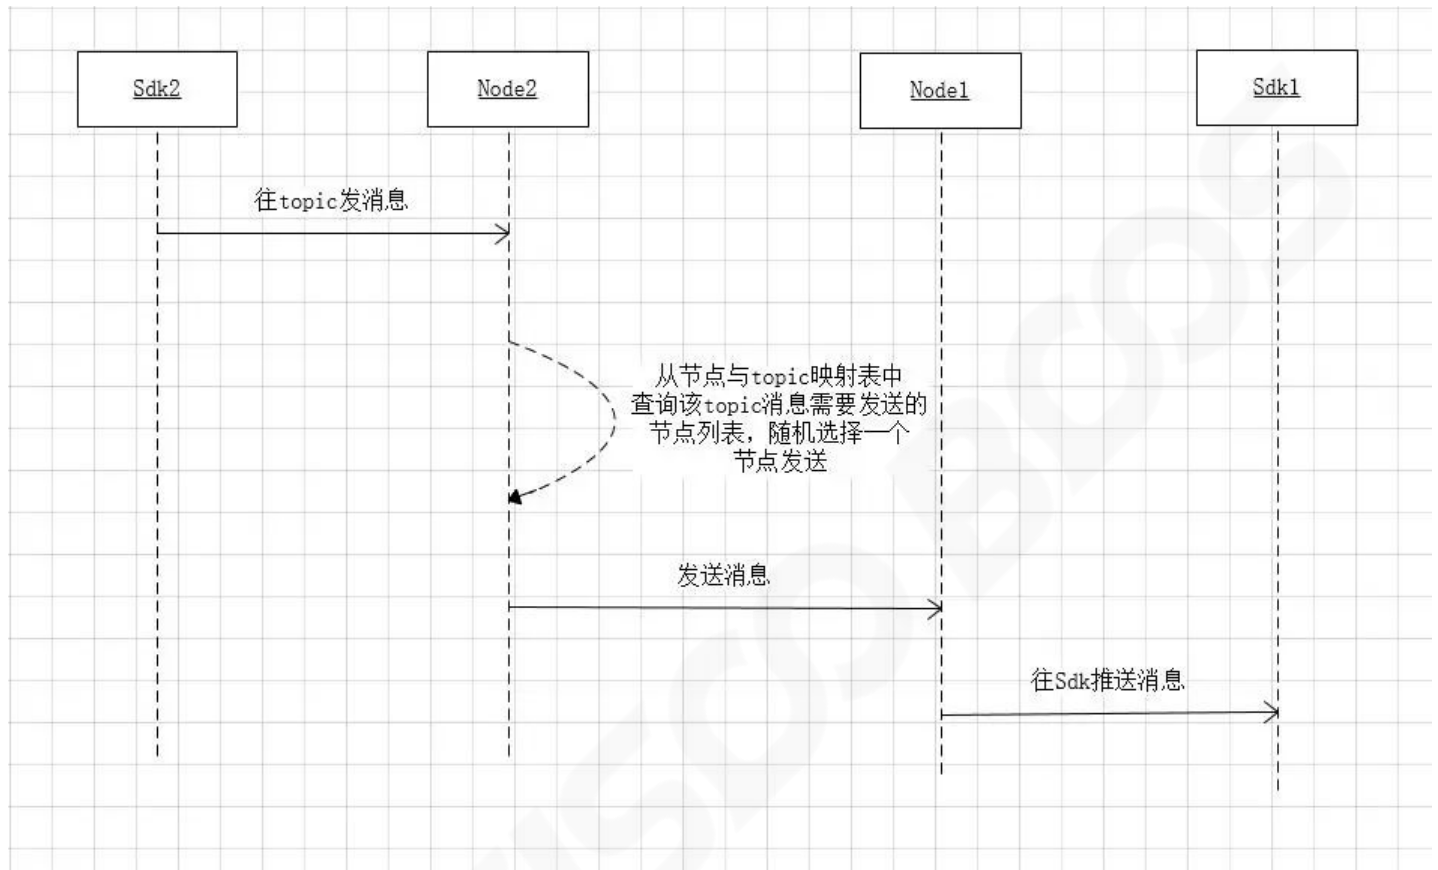 Sdk2
Node2
Node1
Sdk1
往topic发消息
从节点与topic映射表中
查询该topic消息需要发送的
节点列表，随机选择一个
节点发送
发送消息
往Sdk推送消息
FISCO BCOS